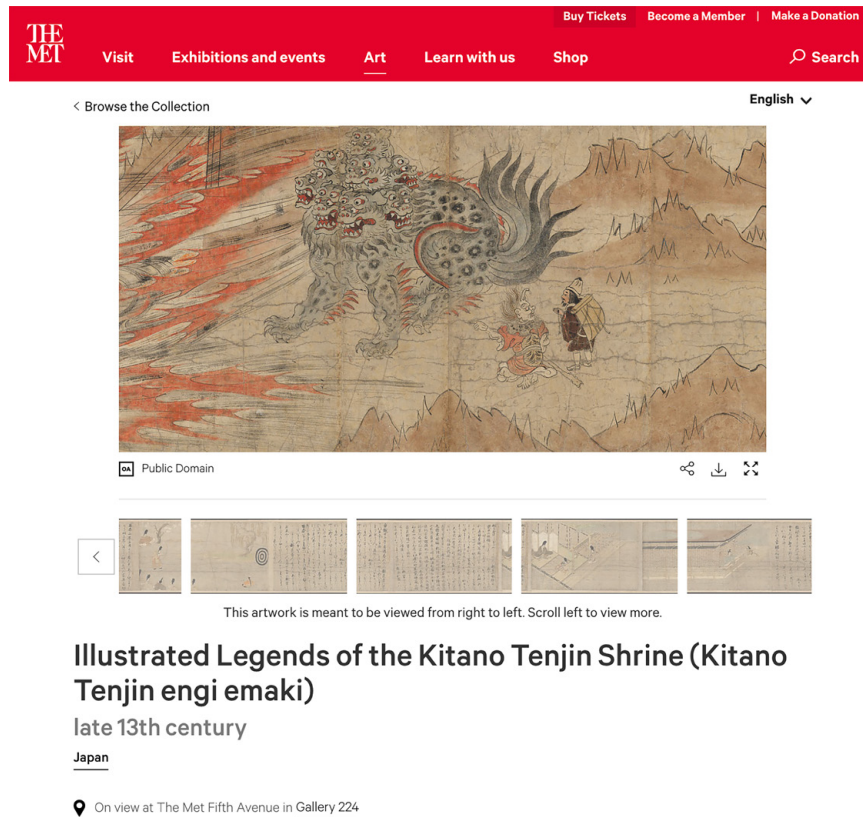 THE
MET
Buy Tickets
Become a Member | Make a Donation
Visit
Exhibitions and events
Art
Learn with us
Shop
Search
< Browse the Collection
English
OA Public Domain
This artwork is meant to be viewed from right to left. Scroll left to view more.
Illustrated Legends of the Kitano Tenjin Shrine (Kitano
Tenjin engi emaki)
late 13th century
Japan
On view at The Met Fifth Avenue in Gallery 224